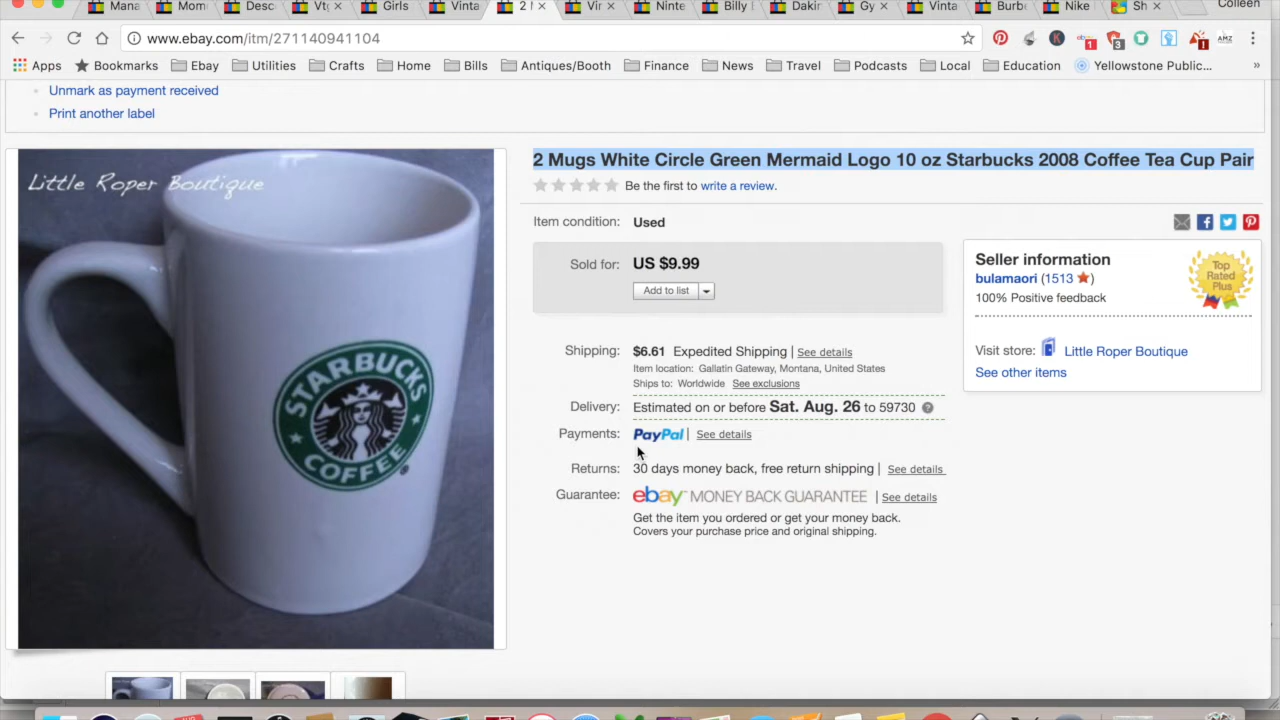 Mana
Mom
Desc
Vtg
Girls
Vinta
2
Vir
Ninte
Billy
Dakir
Gy
Vinta
Burb
Nike
Sh
Colleen
www.ebay.com/itm/271140941104
1
3
1
AMZ
Apps
Bookmarks
Ebay
Utilities
Crafts
Home
Bills
Antiques/Booth
Finance
News
Travel
Podcasts
Local
Education
Yellowstone Public...
»
Unmark as payment received
Print another label
Little Roper Boutique
STARBUCKS
COFFEE
2 Mugs White Circle Green Mermaid Logo 10 oz Starbucks 2008 Coffee Tea Cup Pair
Be the first to write a review.
Item condition: Used
Sold for: US $9.99
Add to list
Shipping: $6.61 Expedited Shipping | See details
Item location: Gallatin Gateway, Montana, United States
Ships to: Worldwide See exclusions
Delivery: Estimated on or before Sat. Aug. 26 to 59730 ?
Payments: PayPal | See details
Returns: 30 days money back, free return shipping | See details
Guarantee: ebay MONEY BACK GUARANTEE | See details
Get the item you ordered or get your money back.
Covers your purchase price and original shipping.
Seller information
bulamaori (1513)
100% Positive feedback
Top
Rated
Plus
Visit store: Little Roper Boutique
See other items